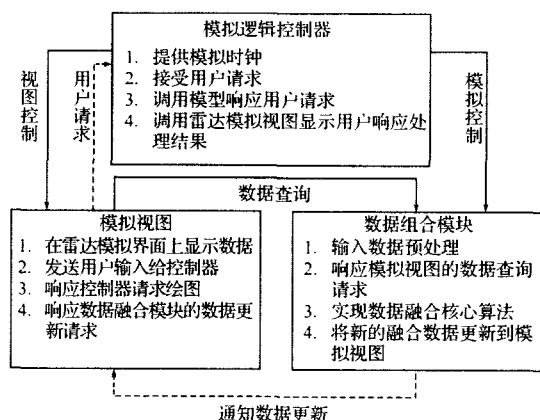 模拟逻辑控制器
1. 提供模拟时钟
2. 接受用户请求
3. 调用模型响应用户请求
4. 调用雷达模拟视图显示用户响应处
理结果
视图控制
用户请求
模拟控制
数据查询
模拟视图
1. 在雷达模拟界面上显示数据
2. 发送用户输入给控制器
3. 响应控制器请求绘图
4. 响应数据融合模块的数据更
新请求
数据组合模块
1. 输入数据预处理
2. 响应模拟视图的数据查询
请求
3. 实现数据融合核心算法
4. 将新的融合数据更新到模
拟视图
通知数据更新